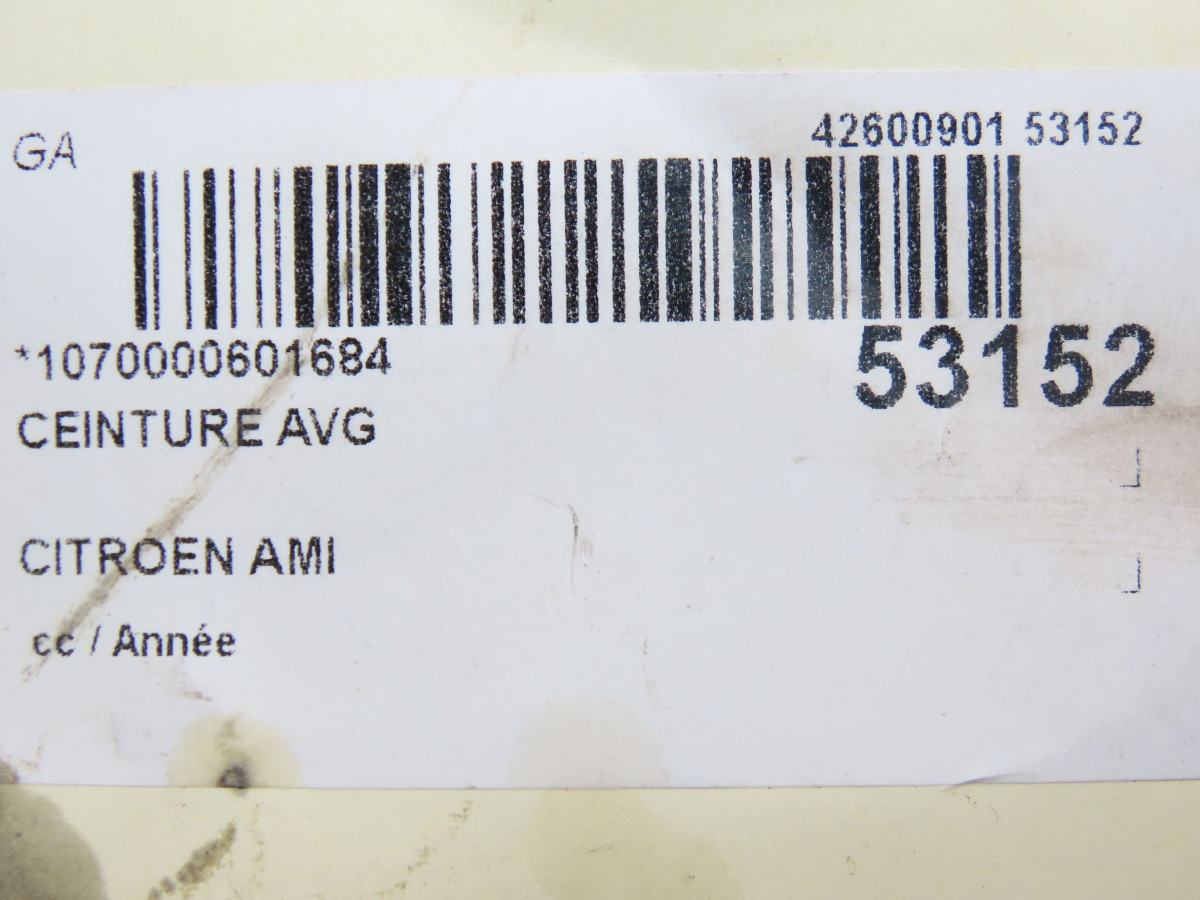 GA
42600901 53152
*1070000601684
53152
CEINTURE AVG
CITROEN AMI
cc / Année